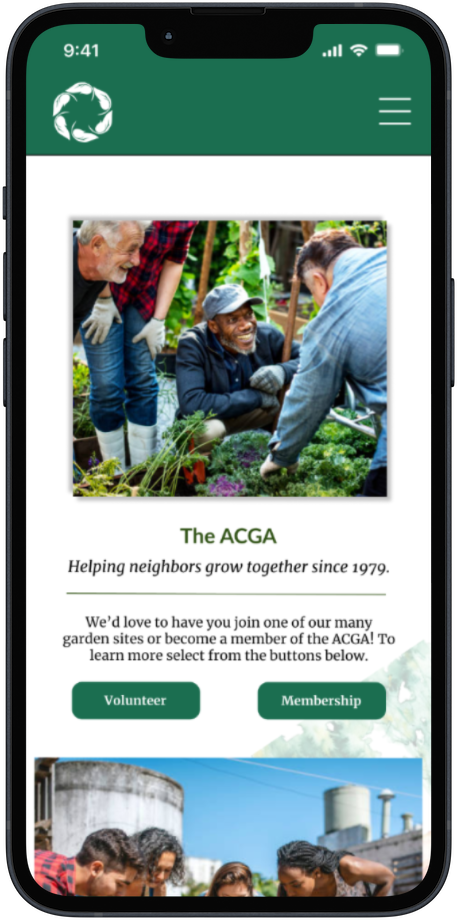 9:41
The ACGA
Helping neighbors grow together since 1979.
We'd love to have you join one of our many
garden sites or become a member of the ACGA! To
learn more select from the buttons below.
Volunteer
Membership